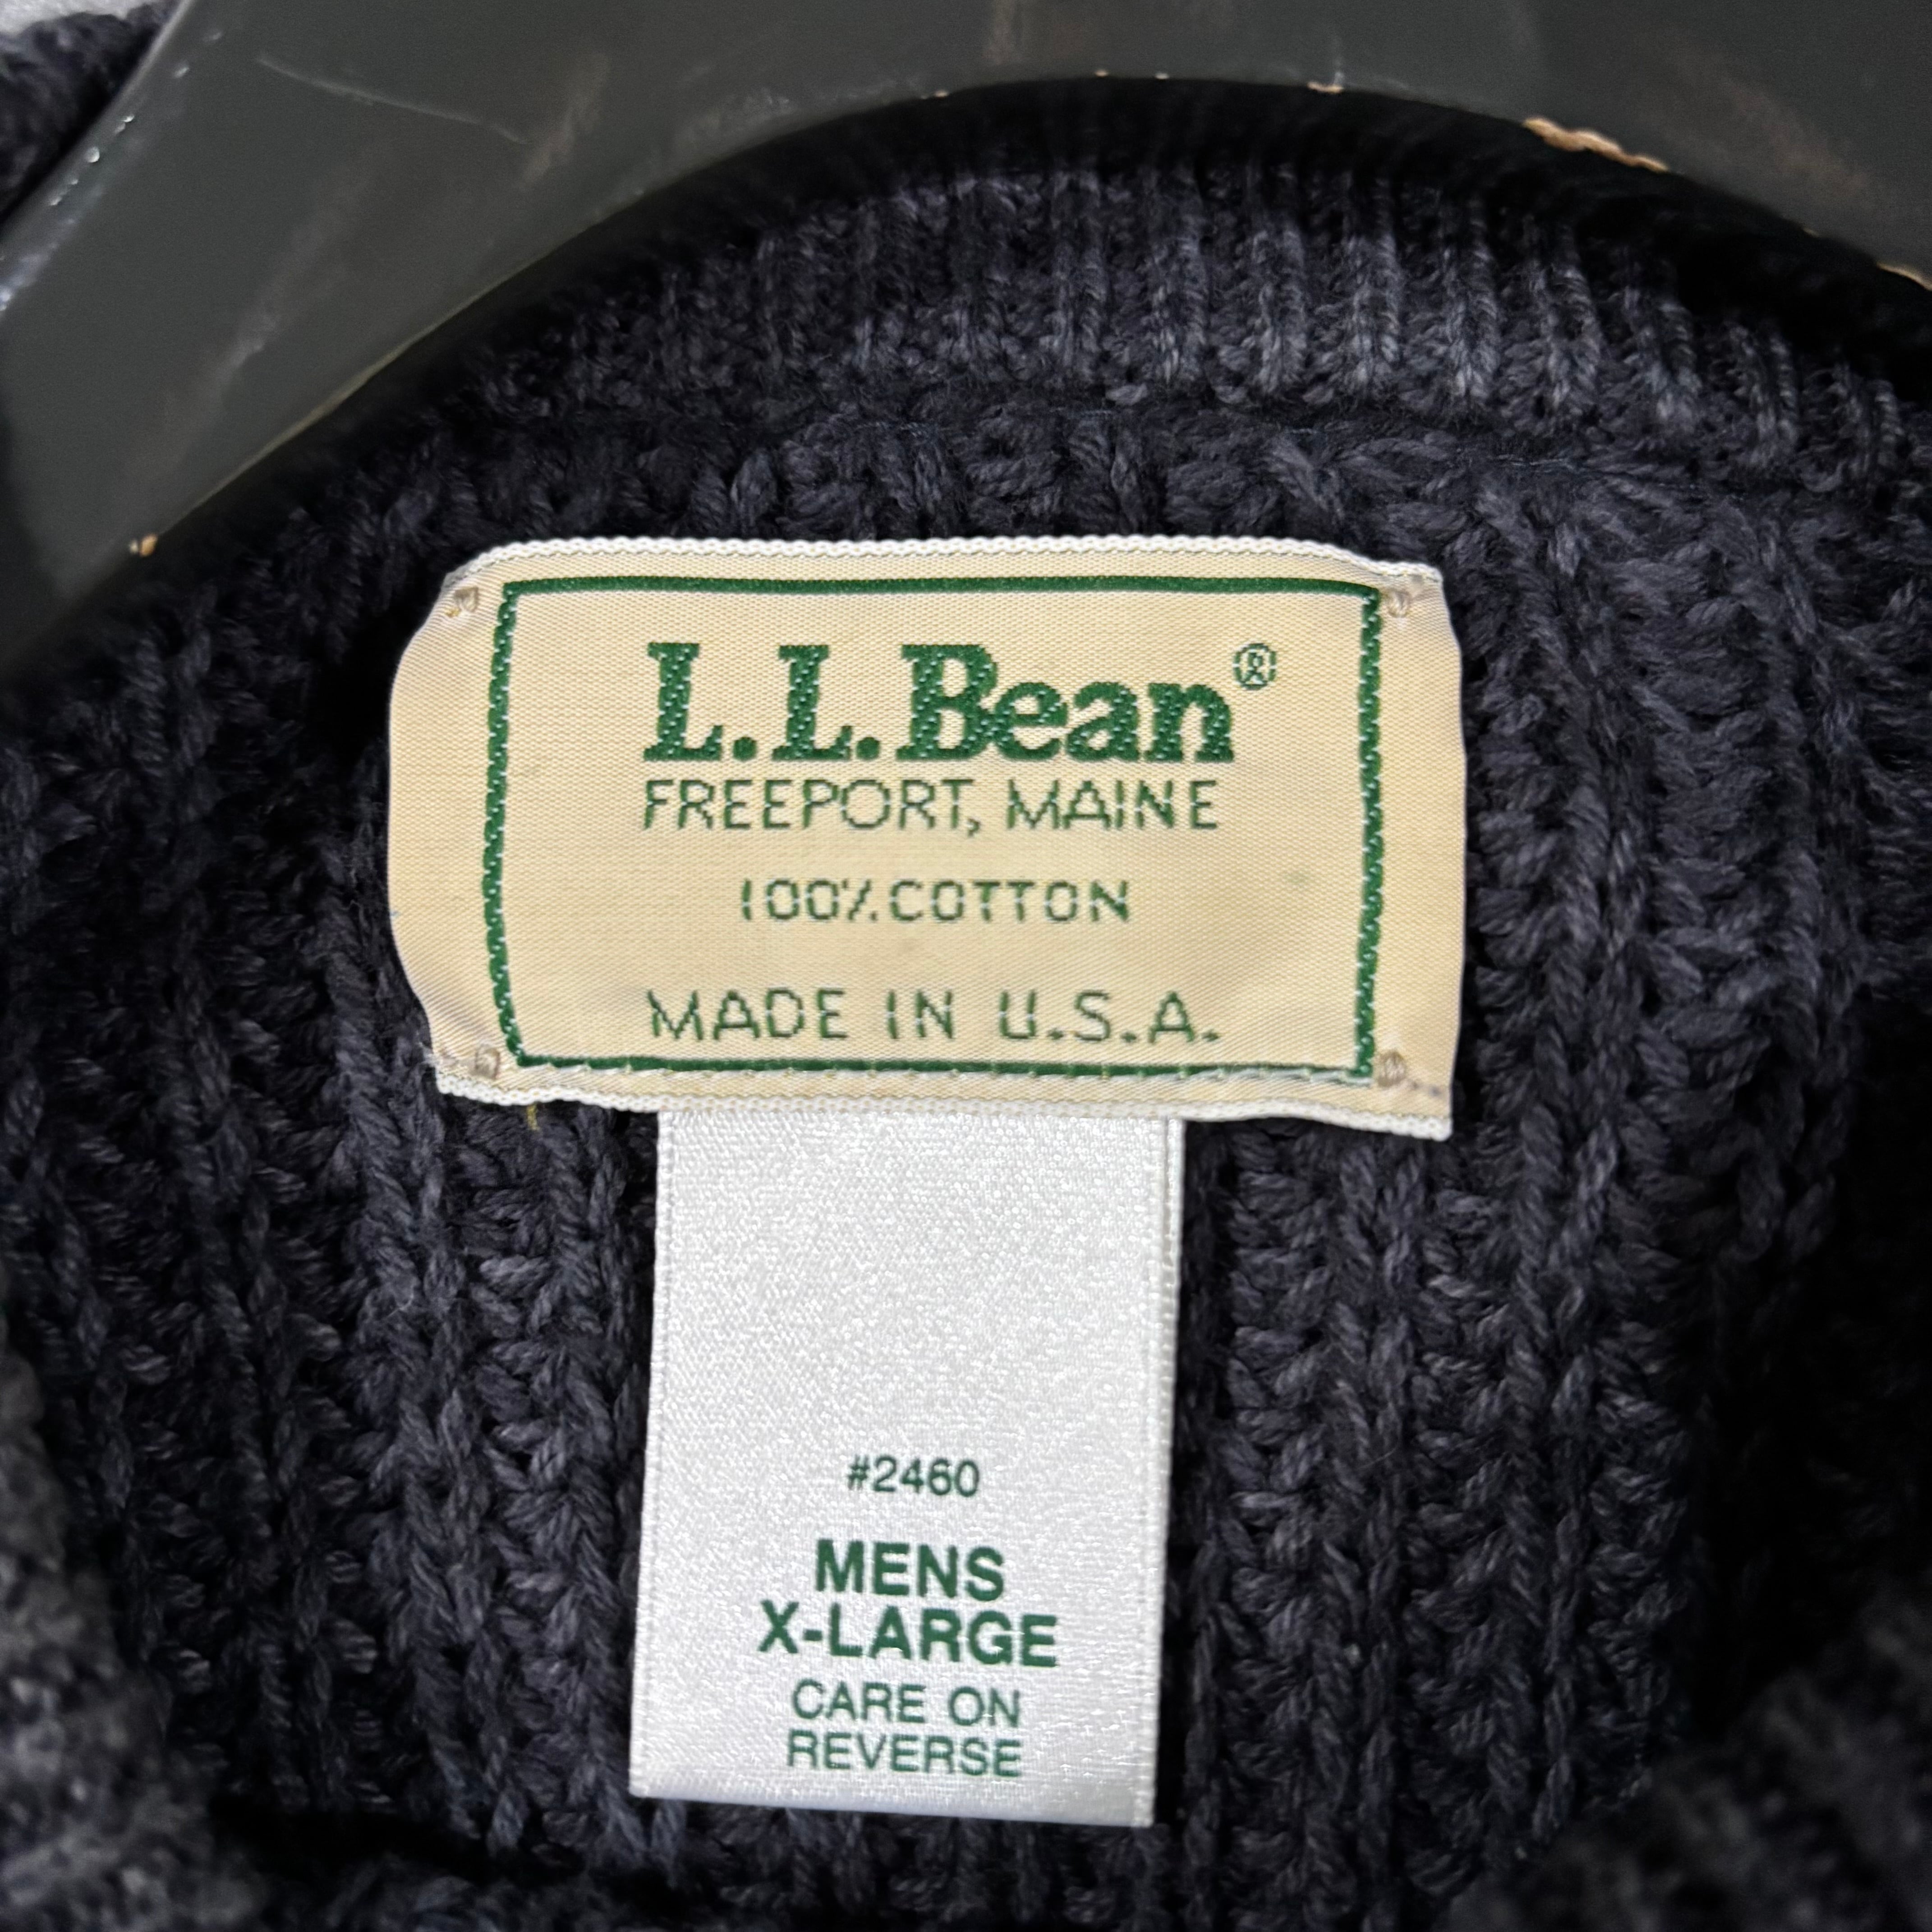 L.L.Bean®
FREEPORT, MAINE
100% COTTON
MADE IN U.S.A.
#2460
MENS
X-LARGE
CARE ON
REVERSE